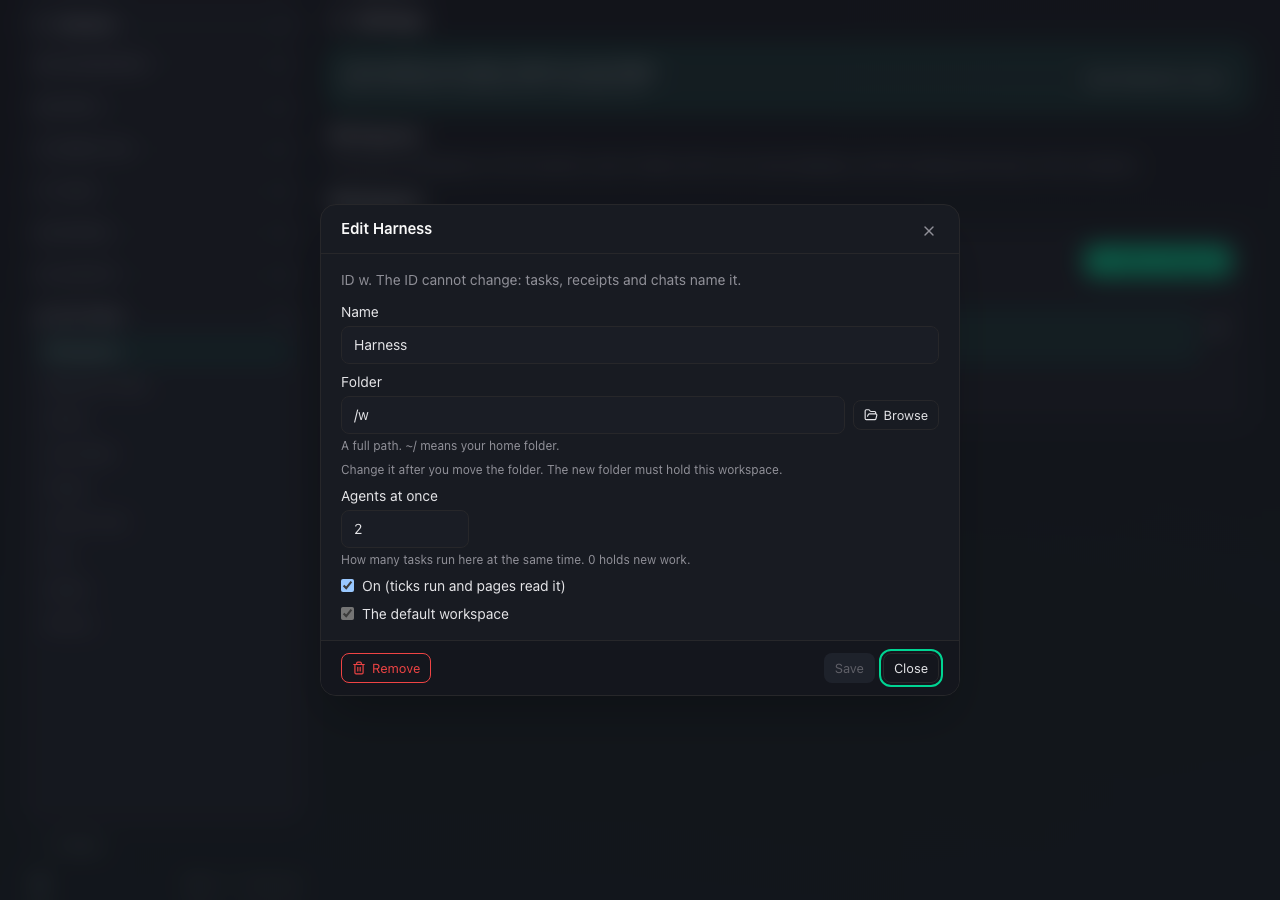 Edit Harness
ID w. The ID cannot change: tasks, receipts and chats name it.
Name
Harness
Folder
/w
Browse
A full path. ~/ means your home folder.
Change it after you move the folder. The new folder must hold this workspace.
Agents at once
2
How many tasks run here at the same time. 0 holds new work.
On (ticks run and pages read it)
The default workspace
Remove
Save
Close